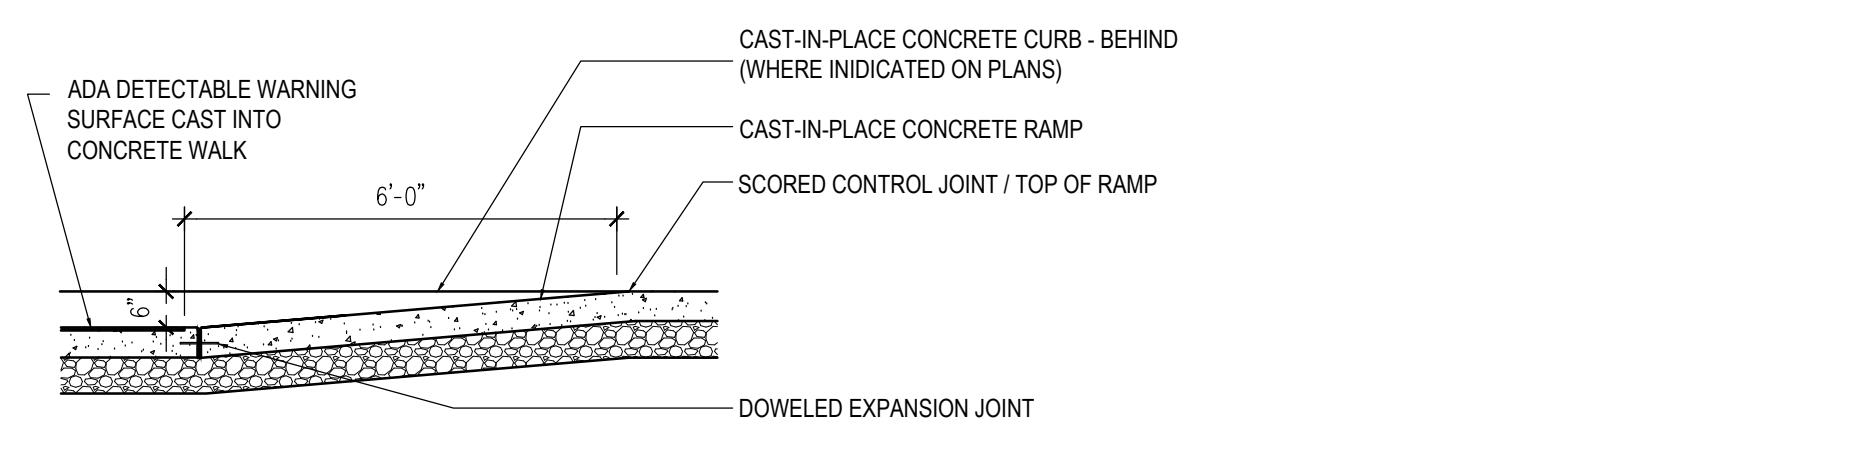 CAST-IN-PLACE CONCRETE CURB - BEHIND
(WHERE INIDICATED ON PLANS)
ADA DETECTABLE WARNING
SURFACE CAST INTO
CONCRETE WALK
CAST-IN-PLACE CONCRETE RAMP
SCORED CONTROL JOINT / TOP OF RAMP
6'-0"
6"
DOWELED EXPANSION JOINT